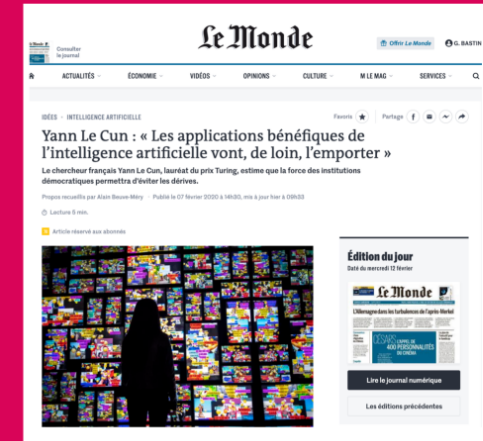 Consulter
le journal
Le Monde
Offrir Le Monde
G. BASTIN
ACTUALITÉS
ÉCONOMIE
VIDÉOS
OPINIONS
CULTURE
M LE MAG
SERVICES
IDÉES · INTELLIGENCE ARTIFICIELLE
Favoris
Partage
Yann Le Cun : « Les applications bénéfiques de
l’intelligence artificielle vont, de loin, l’emporter »
Le chercheur français Yann Le Cun, lauréat du prix Turing, estime que la force des institutions
démocratiques permettra d’éviter les dérives.
Propos recueillis par Alain Beuve-Méry · Publié le 07 février 2020 à 14h30, mis à jour hier à 09h33
Lecture 5 min.
Article réservé aux abonnés
Édition du jour
Daté du mercredi 12 février
Le Monde
L’Allemagne dans les turbulences de l’après-Merkel
CÉSARS
L’APPEL DE
400 PERSONNALITÉS
DU CINÉMA
Lire le journal numérique
Les éditions précédentes